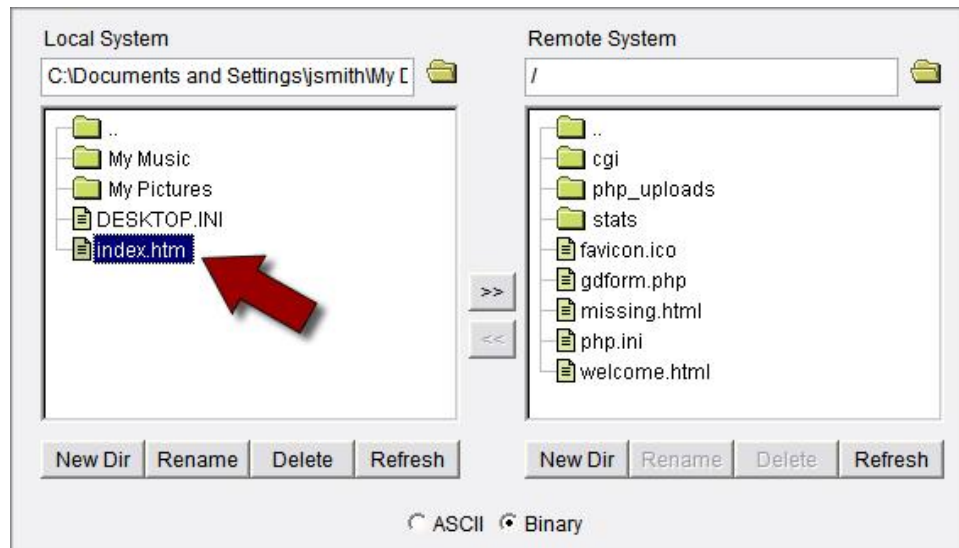 Local System
C:\Documents and Settings\jsmith\My D
..
My Music
My Pictures
DESKTOP.INI
index.htm
>>
<<
New Dir Rename Delete Refresh
Remote System
/
..
cgi
php_uploads
stats
favicon.ico
gdform.php
missing.html
php.ini
welcome.html
New Dir Rename Delete Refresh
ASCII Binary